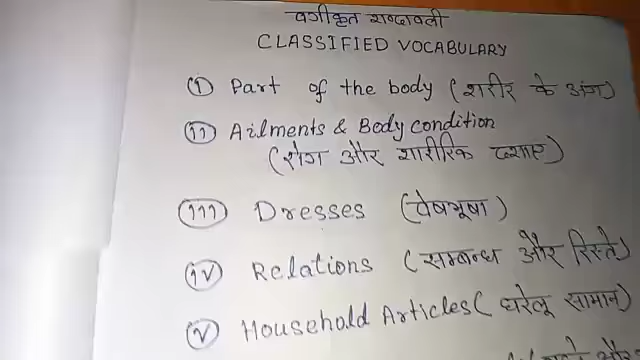 वर्गीकृत शब्दावली
CLASSIFIED VOCABULARY
(i) Part of the body (शरीर के अंग)
(ii) Ailments & Body condition
(रोग और शारीरिक दशाएं)
(iii) Dresses (वेषभूषा)
(iv) Relations (सम्बन्ध और रिस्ते)
(v) Household Articles (घरेलू सामान)